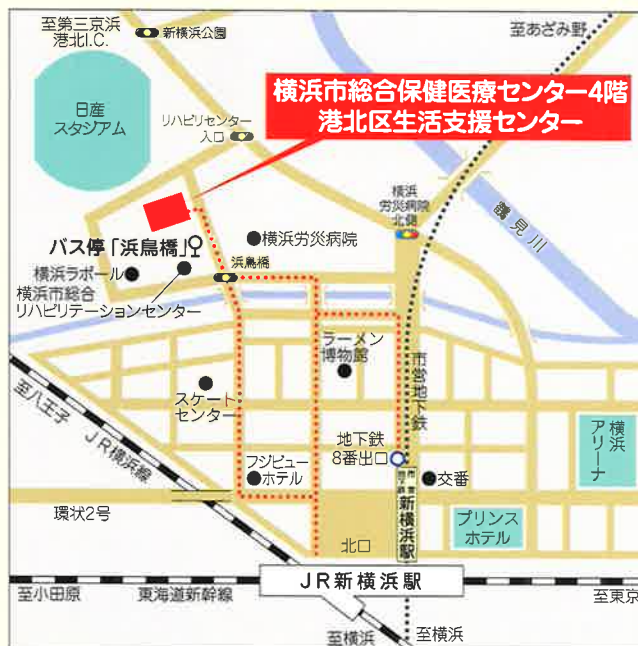 至第三京浜
港北I.C.
新横浜公園
至あざみ野
日産
スタジアム
リハビリセンター
入口
横浜市総合保健医療センター4階
港北区生活支援センター
横浜
労災病院
北側
鶴見川
バス停「浜鳥橋」
横浜労災病院
浜鳥橋
横浜ラポール
横浜市総合
リハビリテーションセンター
ラーメン
博物館
市営地下鉄
至八王子
JR横浜線
スケート
センター
横浜
アリーナ
地下鉄
8番出口
フジビュー
ホテル
交番
市営
地下鉄
新横浜駅
環状2号
北口
プリンス
ホテル
JR新横浜駅
至小田原
東海道新幹線
至東京
至横浜
至横浜